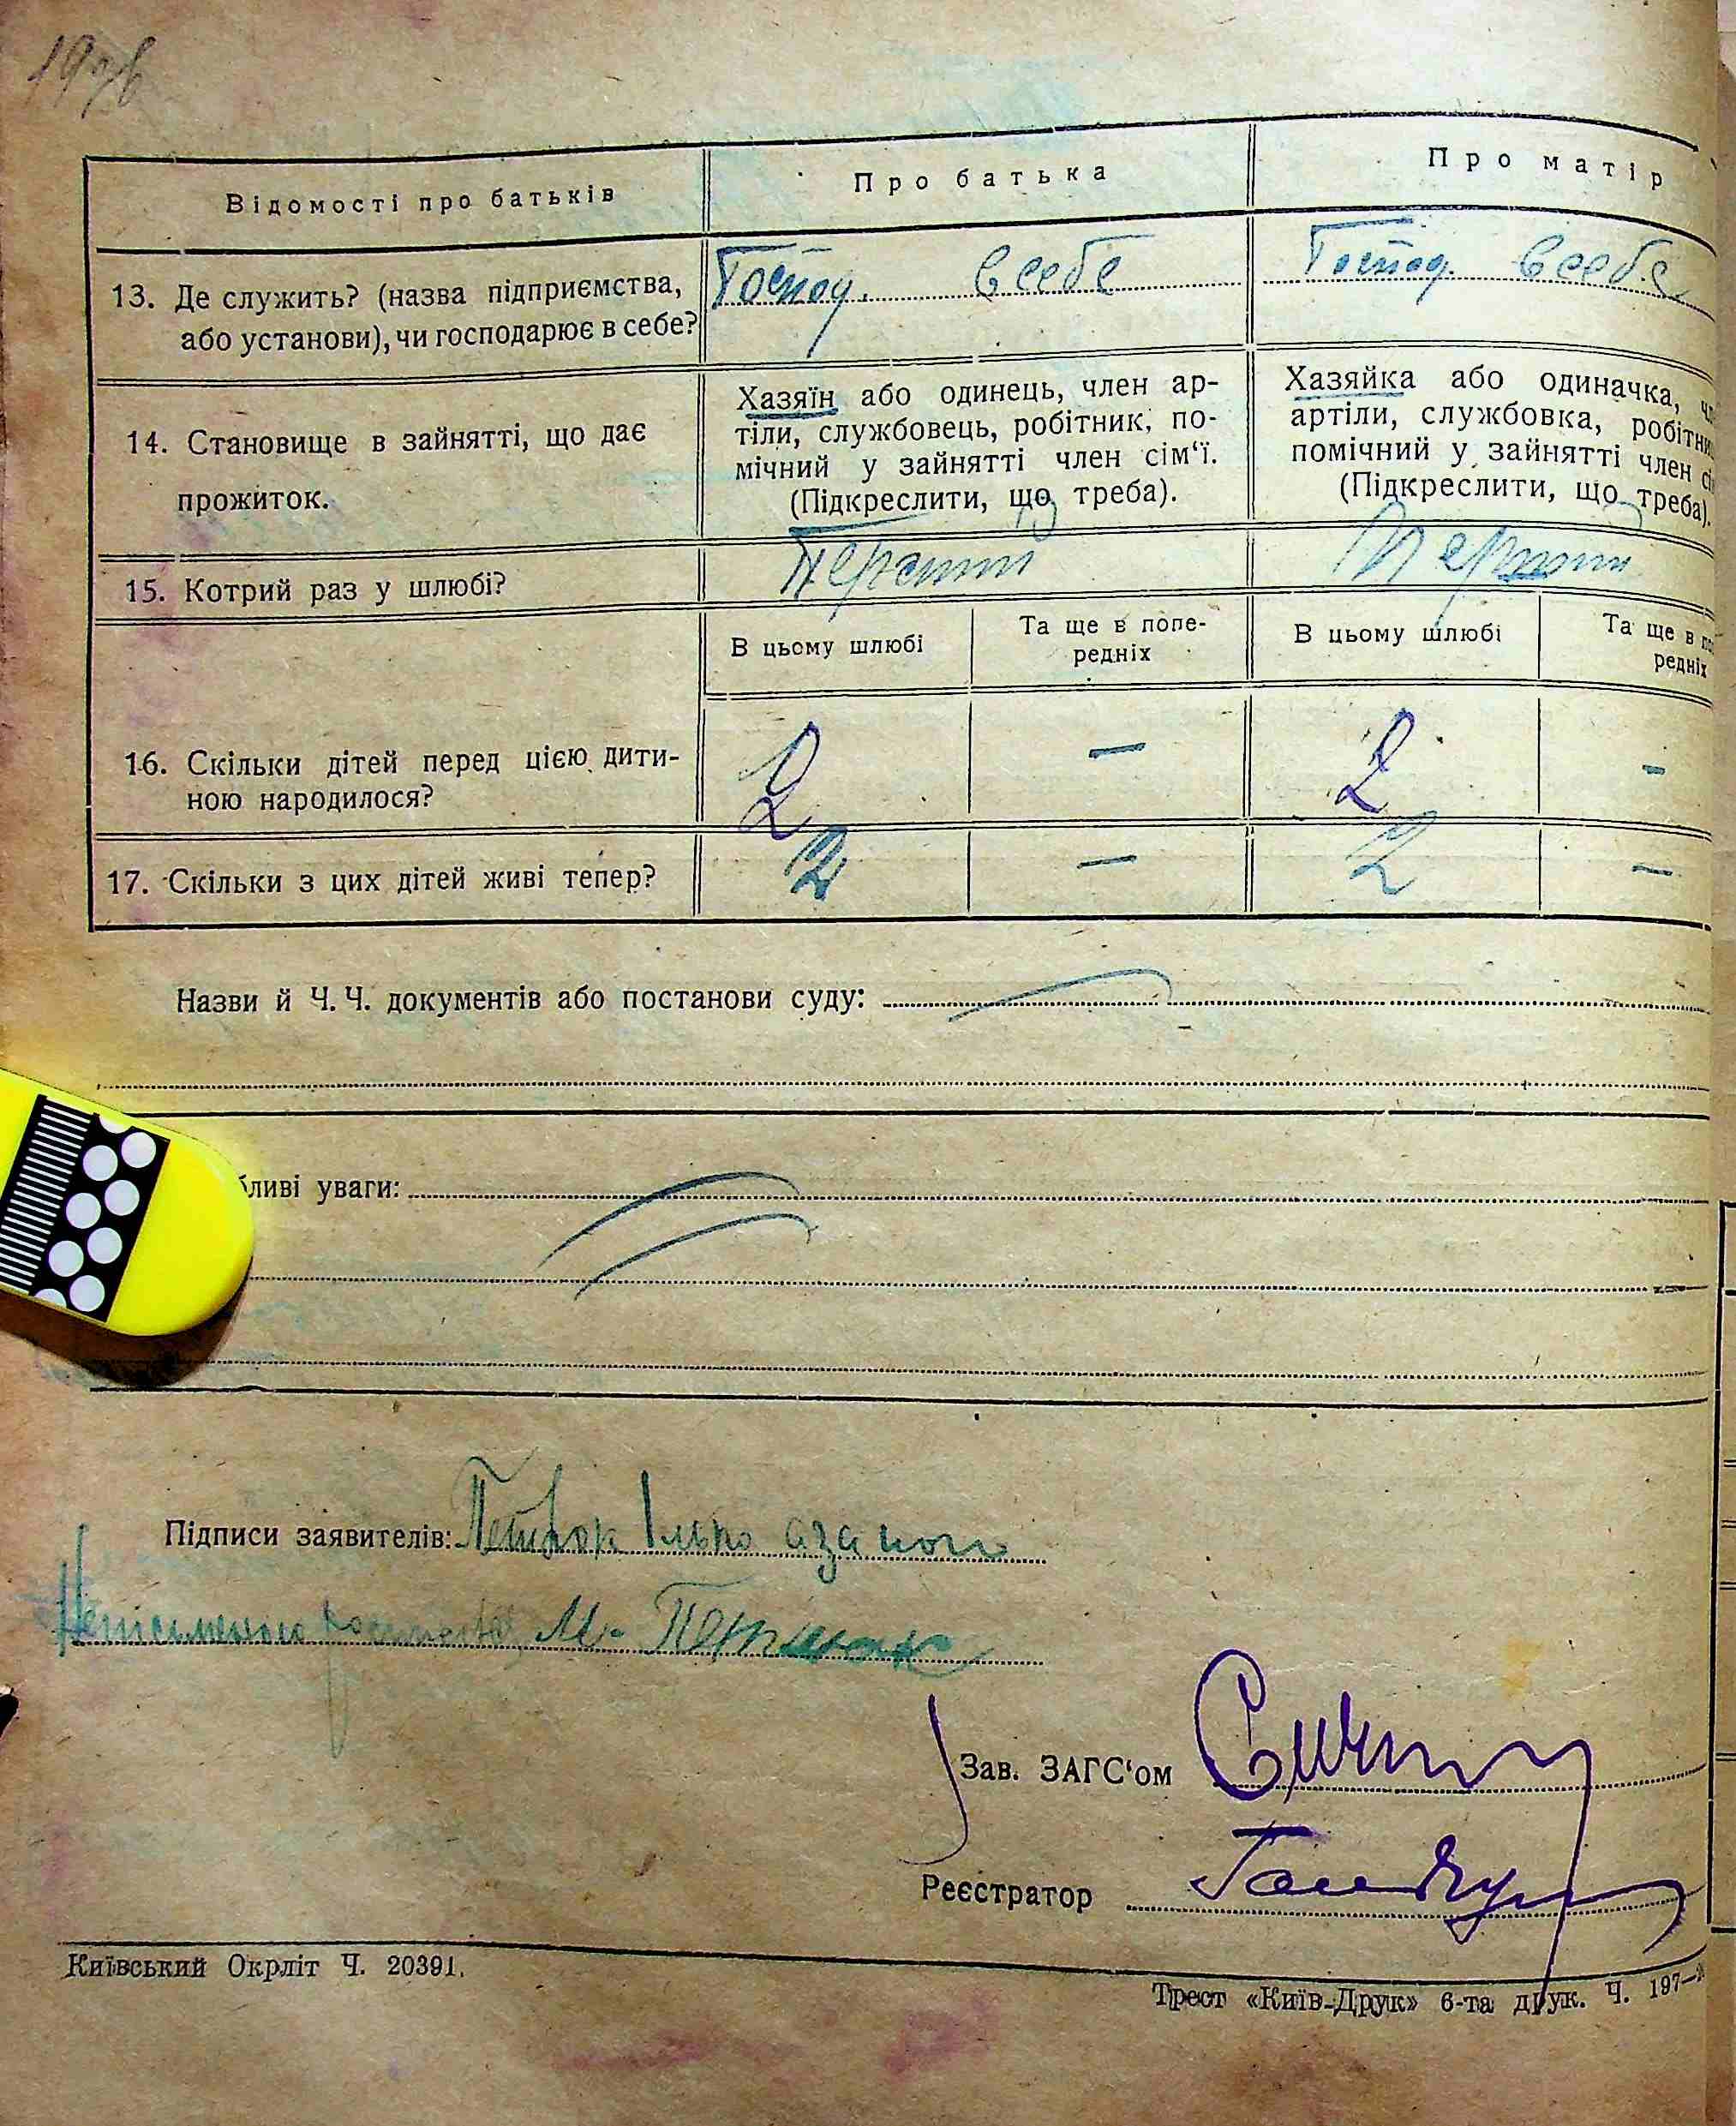 Відомості про батьків
Про батька
Про матір
13. Де служить? (назва підприємства,
або установи), чи господарює в себе?
Господ. в себе
Господ. в себе
14. Становище в зайнятті, що дає
прожиток.
Хазяїн або одинець, член ар-
тіли, службовець, робітник, по-
мічний у зайнятті член сім‘ї.
(Підкреслити, що треба).
Хазяйка або одиначка,
артіли, службовка,
помічний у зайнятті член
(Підкреслити, що треба).
15. Котрий раз у шлюбі?
Перший
Перший
В цьому шлюбі
Та ще в попе-
редніх
В цьому шлюбі
Та ще в
редніх
16. Скільки дітей перед цією дити-
ною народилося?
2 —
2 -
17. Скільки з цих дітей живі тепер?
2 —
2 —
Назви й Ч. Ч. документів або постанови суду:
уваги:
Підписи заявителів: Ілько
М. Петрик
Зав. ЗАГС‘ом
Реєстратор
Київський Окрліт Ч. 20391.
Трест «Київ-Друк» 6-та друк. Ч. 197—